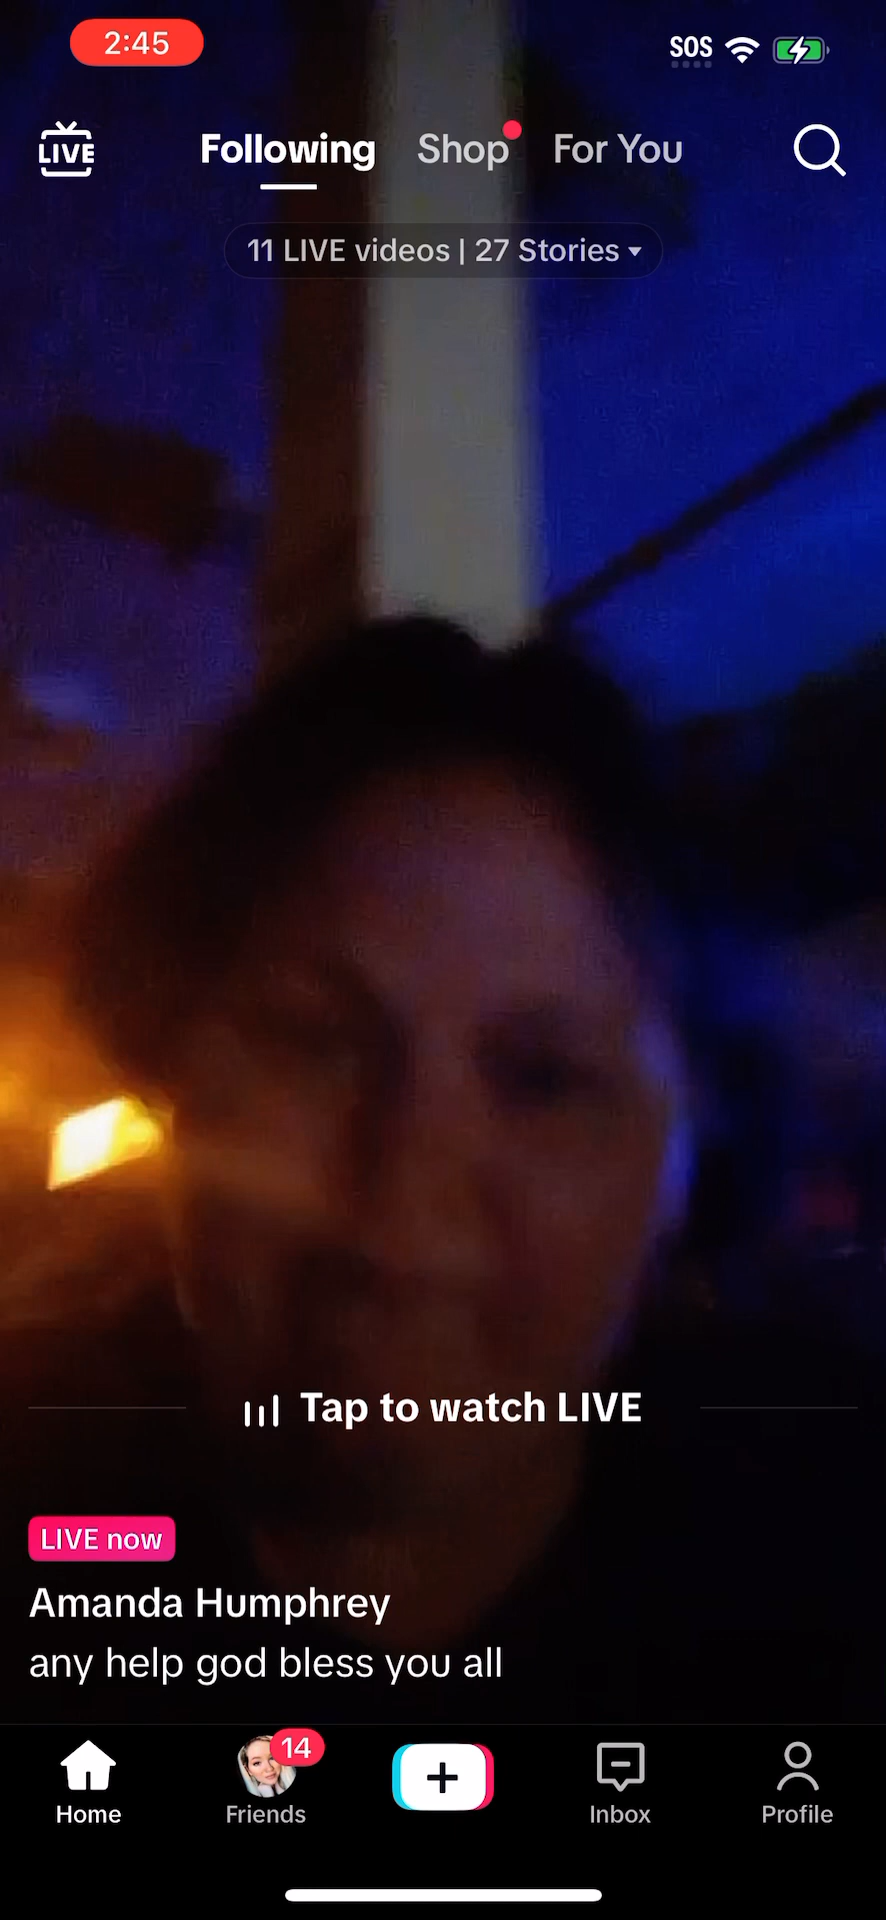 2:45
SOS
LIVE
Following
Shop
For You
11 LIVE videos | 27 Stories
Tap to watch LIVE
LIVE now
Amanda Humphrey
any help god bless you all
14
Home
Friends
Inbox
Profile